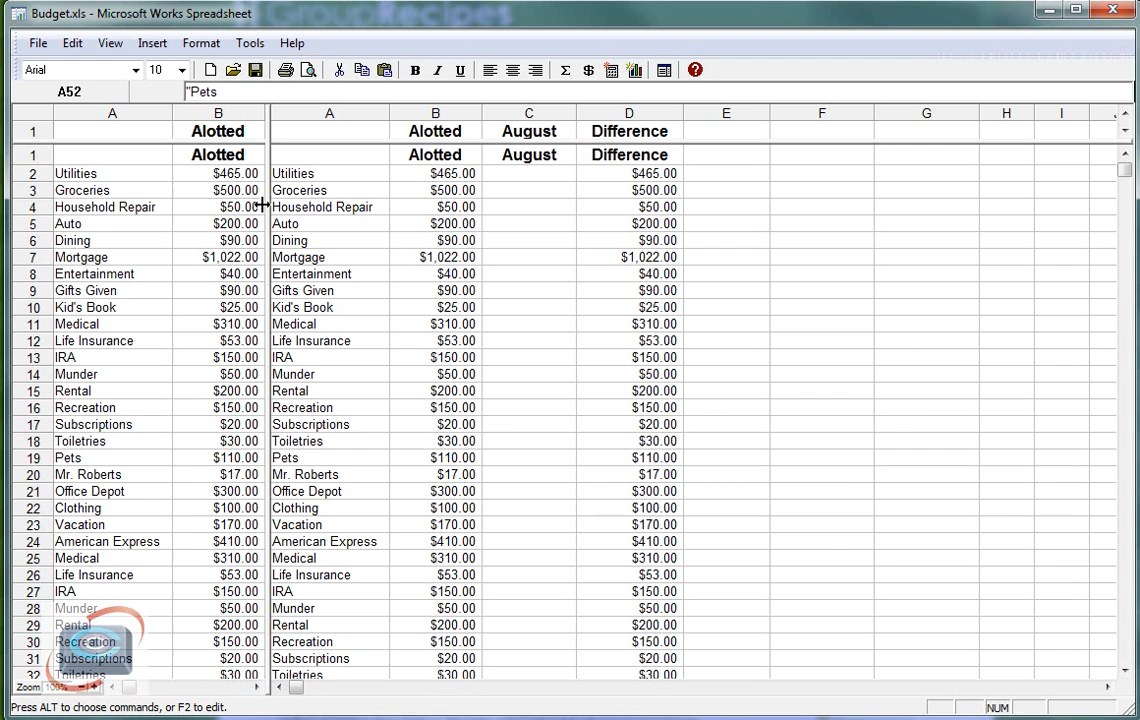 Budget.xls - Microsoft Works Spreadsheet
File Edit View Insert Format Tools Help
Arial 10 B I U Σ $ ?
A52 "Pets
A B A B C D E F G H I
1 Alotted Alotted August Difference
1 Alotted Alotted August Difference
2 Utilities $465.00 Utilities $465.00 $465.00
3 Groceries $500.00 Groceries $500.00 $500.00
4 Household Repair $50.00 Household Repair $50.00 $50.00
5 Auto $200.00 Auto $200.00 $200.00
6 Dining $90.00 Dining $90.00 $90.00
7 Mortgage $1,022.00 Mortgage $1,022.00 $1,022.00
8 Entertainment $40.00 Entertainment $40.00 $40.00
9 Gifts Given $90.00 Gifts Given $90.00 $90.00
10 Kid's Book $25.00 Kid's Book $25.00 $25.00
11 Medical $310.00 Medical $310.00 $310.00
12 Life Insurance $53.00 Life Insurance $53.00 $53.00
13 IRA $150.00 IRA $150.00 $150.00
14 Munder $50.00 Munder $50.00 $50.00
15 Rental $200.00 Rental $200.00 $200.00
16 Recreation $150.00 Recreation $150.00 $150.00
17 Subscriptions $20.00 Subscriptions $20.00 $20.00
18 Toiletries $30.00 Toiletries $30.00 $30.00
19 Pets $110.00 Pets $110.00 $110.00
20 Mr. Roberts $17.00 Mr. Roberts $17.00 $17.00
21 Office Depot $300.00 Office Depot $300.00 $300.00
22 Clothing $100.00 Clothing $100.00 $100.00
23 Vacation $170.00 Vacation $170.00 $170.00
24 American Express $410.00 American Express $410.00 $410.00
25 Medical $310.00 Medical $310.00 $310.00
26 Life Insurance $53.00 Life Insurance $53.00 $53.00
27 IRA $150.00 IRA $150.00 $150.00
28 Munder $50.00 Munder $50.00 $50.00
29 Rental $200.00 Rental $200.00 $200.00
30 Recreation $150.00 Recreation $150.00 $150.00
31 Subscriptions $20.00 Subscriptions $20.00 $20.00
32 Toiletries $30.00 Toiletries $30.00 $30.00
Zoom 100%
Press ALT to choose commands, or F2 to edit. NUM